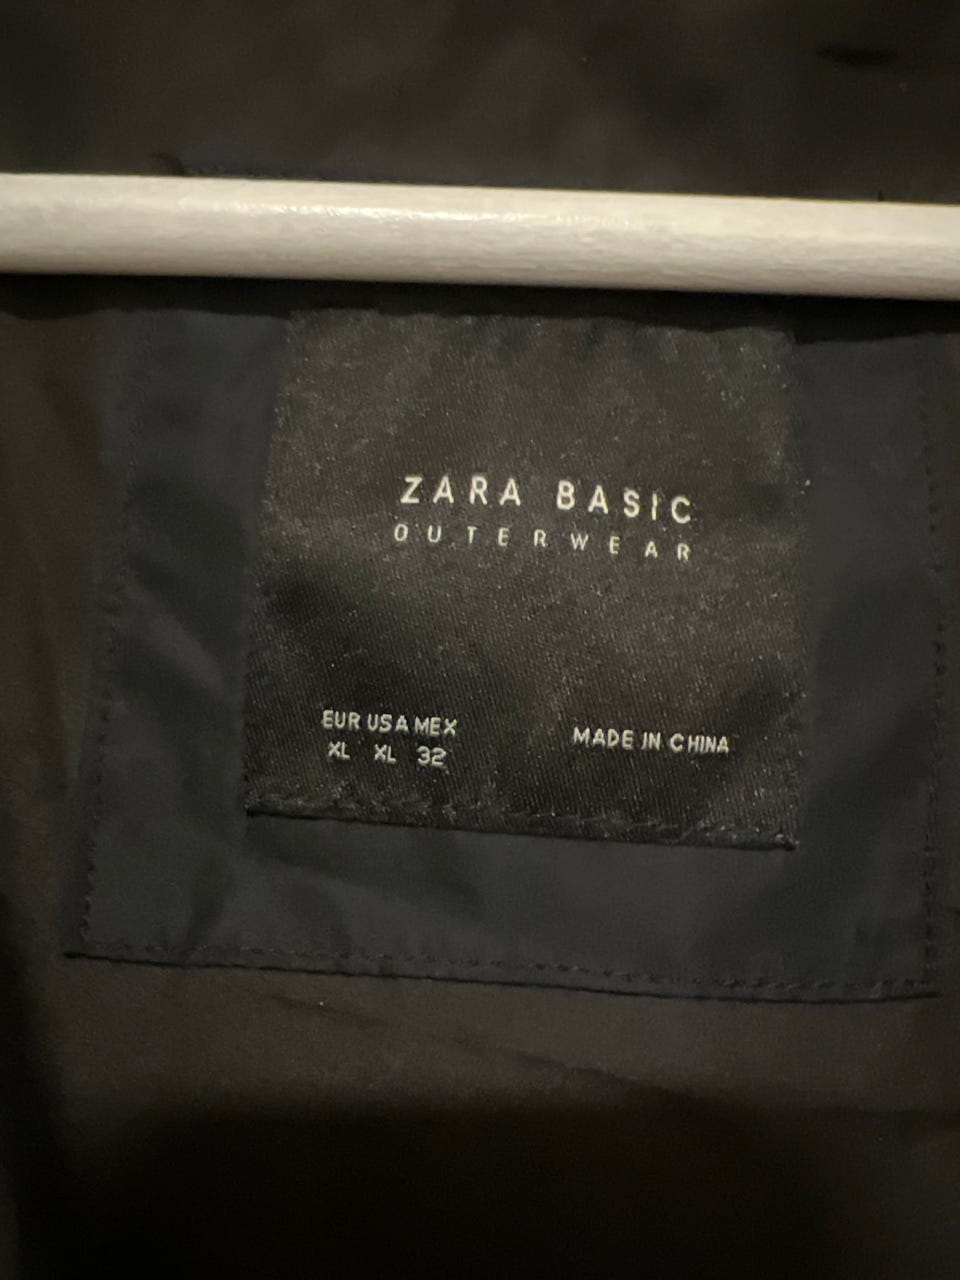 ZARA BASIC
OUTERWEAR
EUR USA MEX
XL XL 32
MADE IN CHINA